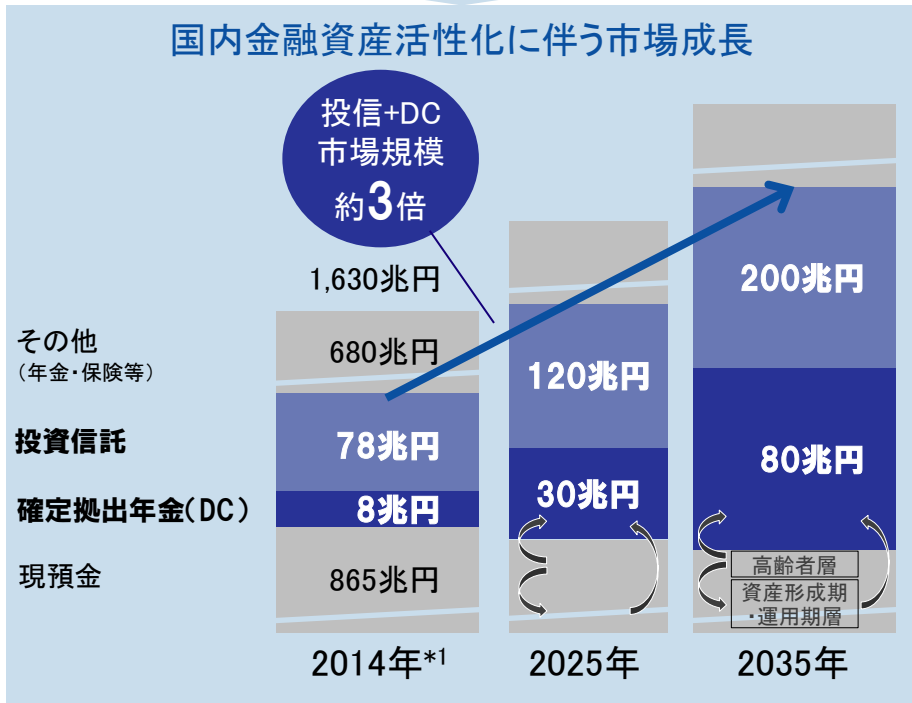 国内金融資産活性化に伴う市場成長
投信+DC
市場規模
約3倍
1,630兆円
その他
(年金・保険等)
680兆円
投資信託
78兆円
120兆円
200兆円
確定拠出年金(DC)
8兆円
30兆円
80兆円
現預金
865兆円
高齢者層
資産形成期
・運用期層
2014年*1
2025年
2035年